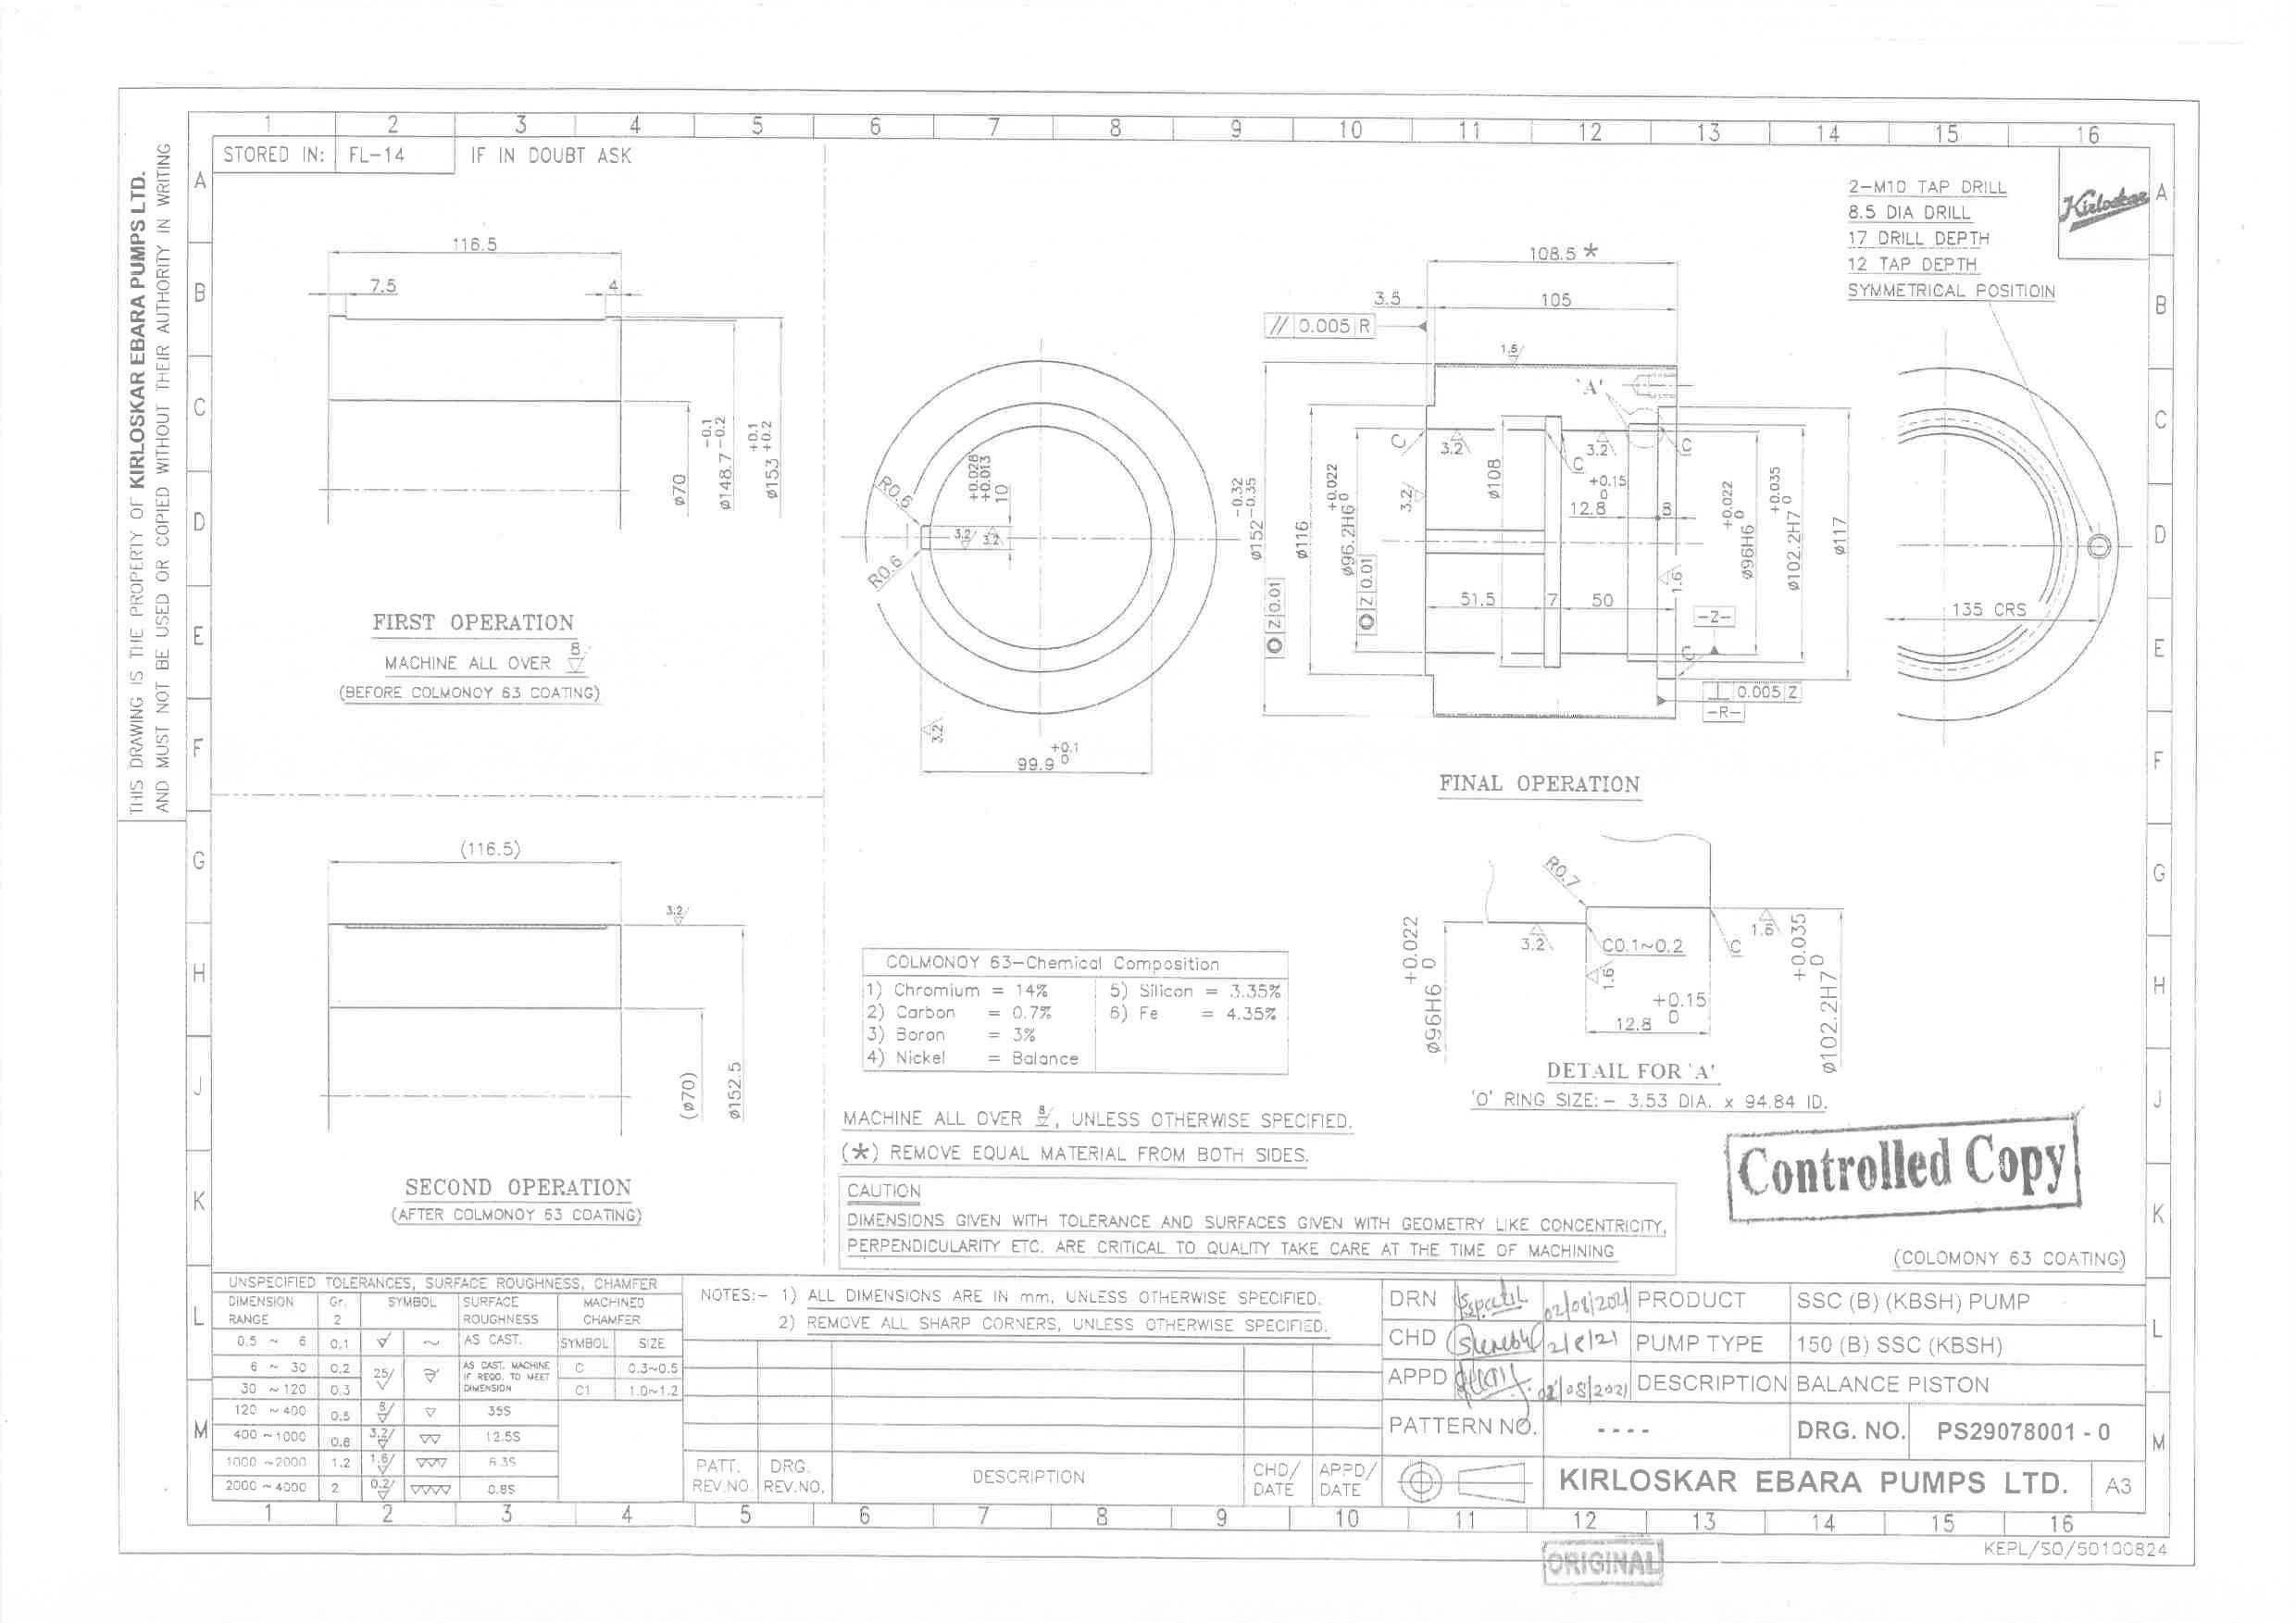 1 2 3 4 5 6 7 8 9 10 11 12 13 14 15 16
STORED IN: FL-14 IF IN DOUBT ASK
THIS DRAWING IS THE PROPERTY OF KIRLOSKAR EBARA PUMPS LTD.
AND MUST NOT BE USED OR COPIED WITHOUT THEIR AUTHORITY IN WRITING
A B C D E F G H J K L M
116.5
7.5
4
ø70
ø148.7 -0.1 -0.2
ø153 +0.1 +0.2
FIRST OPERATION
MACHINE ALL OVER 8/
(BEFORE COLMONOY 63 COATING)
(116.5)
3.2/
(ø70)
ø152.5
SECOND OPERATION
(AFTER COLMONOY 63 COATING)
R0.6
R0.6
+0.028
+0.013
10
3.2/ 3.2
3.2
99.9 +0.1 0
2-M10 TAP DRILL
8.5 DIA DRILL
17 DRILL DEPTH
12 TAP DEPTH
SYMMETRICAL POSITIOIN
Kirloskar
108.5 *
3.5
105
// 0.005 R
1.6/
'A'
C
3.2
ø108
3.2
C
C
+0.15
0
12.8
8
3.2/
ø152 -0.32 -0.35
ø116
ø96.2H6 +0.022 0
Z 0.01
Z 0.01
51.5
7
50
1.6
-Z-
C
ø96H6 +0.022 0
ø102.2H7 +0.035 0
ø117
⊥ 0.005 Z
-R-
135 CRS
FINAL OPERATION
R0.7
ø96H6 +0.022 0
3.2
C0.1~0.2
C
1.6
1.6
+0.15
12.8 0
ø102.2H7 +0.035 0
DETAIL FOR 'A'
'O' RING SIZE:- 3.53 DIA. x 94.84 ID.
COLMONOY 63-Chemical Composition
1) Chromium = 14% 5) Silicon = 3.35%
2) Carbon = 0.7% 6) Fe = 4.35%
3) Boron = 3%
4) Nickel = Balance
MACHINE ALL OVER 8/, UNLESS OTHERWISE SPECIFIED.
(*) REMOVE EQUAL MATERIAL FROM BOTH SIDES.
CAUTION
DIMENSIONS GIVEN WITH TOLERANCE AND SURFACES GIVEN WITH GEOMETRY LIKE CONCENTRICITY,
PERPENDICULARITY ETC. ARE CRITICAL TO QUALITY TAKE CARE AT THE TIME OF MACHINING
Controlled Copy
(COLOMONY 63 COATING)
UNSPECIFIED TOLERANCES, SURFACE ROUGHNESS, CHAMFER
DIMENSION RANGE Gr. 2 SYMBOL SURFACE ROUGHNESS MACHINED CHAMFER
0.5 ~ 6 0.1 ~ AS CAST. SYMBOL SIZE
6 ~ 30 0.2 25/ AS CAST. MACHINE IF REQD. TO MEET DIMENSION C 0.3~0.5
30 ~ 120 0.3 C1 1.0~1.2
120 ~ 400 0.5 8/ 35S
400 ~ 1000 0.8 3.2/ 12.5S
1000 ~ 2000 1.2 1.6/ 6.3S
2000 ~ 4000 2 0.2/ 0.8S
NOTES:- 1) ALL DIMENSIONS ARE IN mm, UNLESS OTHERWISE SPECIFIED.
2) REMOVE ALL SHARP CORNERS, UNLESS OTHERWISE SPECIFIED.
PATT. REV.NO. DRG. REV.NO. DESCRIPTION CHD/ DATE APPD/ DATE
DRN 02/08/2021 PRODUCT SSC (B) (KBSH) PUMP
CHD 2/8/21 PUMP TYPE 150 (B) SSC (KBSH)
APPD 02/08/2021 DESCRIPTION BALANCE PISTON
PATTERN NO. ---- DRG. NO. PS29078001 - 0
KIRLOSKAR EBARA PUMPS LTD. A3
1 2 3 4 5 6 7 8 9 10 11 12 13 14 15 16
KEPL/SO/50100824
ORIGINAL